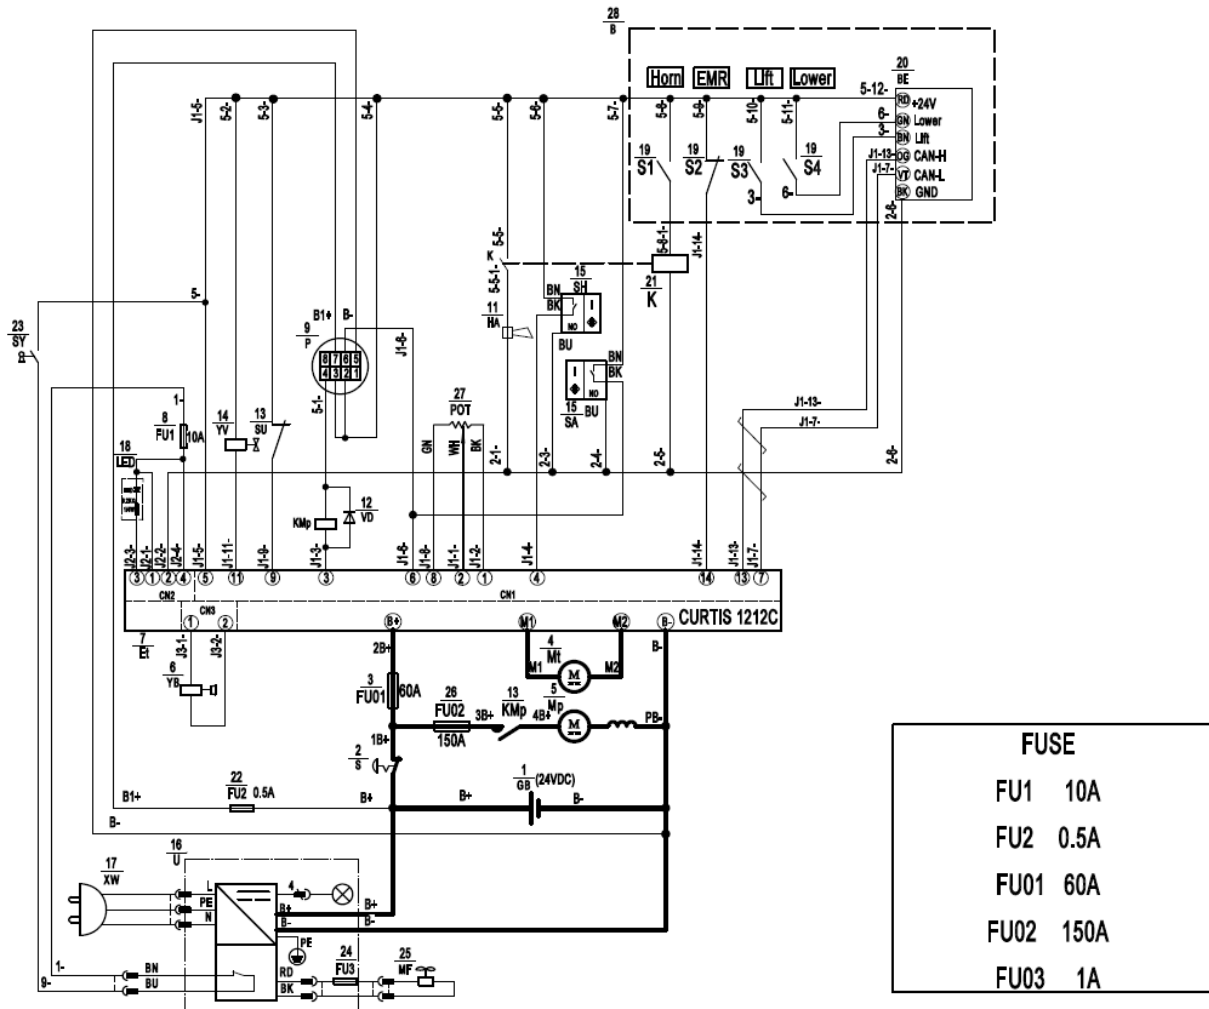 28
B
Horn EMR Lift Lower
20
BE
5-12-
RD +24V
6- GN Lower
3- BN Lift
J1-13- OG CAN-H
J1-7- VT CAN-L
BK GND
J1-5-
5-2-
5-3-
5-4-
5-5-
5-6-
5-7-
5-8-
5-9-
5-10-
5-11-
19
S1
19
S2
19
S3
19
S4
3-
6-
2-6-
5-8-1-
J1-14-
K
5-5-
5-5-1-
21
K
15
SH
BN
BK
NO
BU
11
HA
BN
BK
NO
15
SA
BU
5-
23
SY
B1+ B-
9
P
8 7 6 5
4 3 2 1
J1-6-
5-1-
1-
8
FU1 10A
14
YV
13
SU
27
POT
GN
WH
BK
J1-13-
J1-7-
18
LED
2-1-
2-3-
2-4-
2-5-
2-6-
KMp
12
VD
J2-3-
J2-1-
J2-2-
J2-4-
J1-5-
J1-11-
J1-9-
J1-3-
J1-6-
J1-8-
J1-1-
J1-2-
J1-4-
J1-14-
J1-13-
J1-7-
3 1 2 4 5 11 9 3 6 8 2 1 4 14 13 7
CN2 CN1
CN3
1 2 B+ M1 M2 B- CURTIS 1212C
7
Et
J3-1-
J3-2-
6
YB
2B+
3
FU01 60A
M1
4
Mt
M
M2
B-
26
FU02
150A
3B+
13
KMp
4B+
5
Mp
M
PB-
1B+
2
S
22
FU2 0.5A
B1+
B+
B+
1
GB (24VDC)
B-
B-
16
U
17
XW
L
PE
N
4
B+
B-
B+
B-
PE
24
FU3
25
MF
RD
BK
1-
9-
BN
BU
FUSE
FU1 10A
FU2 0.5A
FU01 60A
FU02 150A
FU03 1A